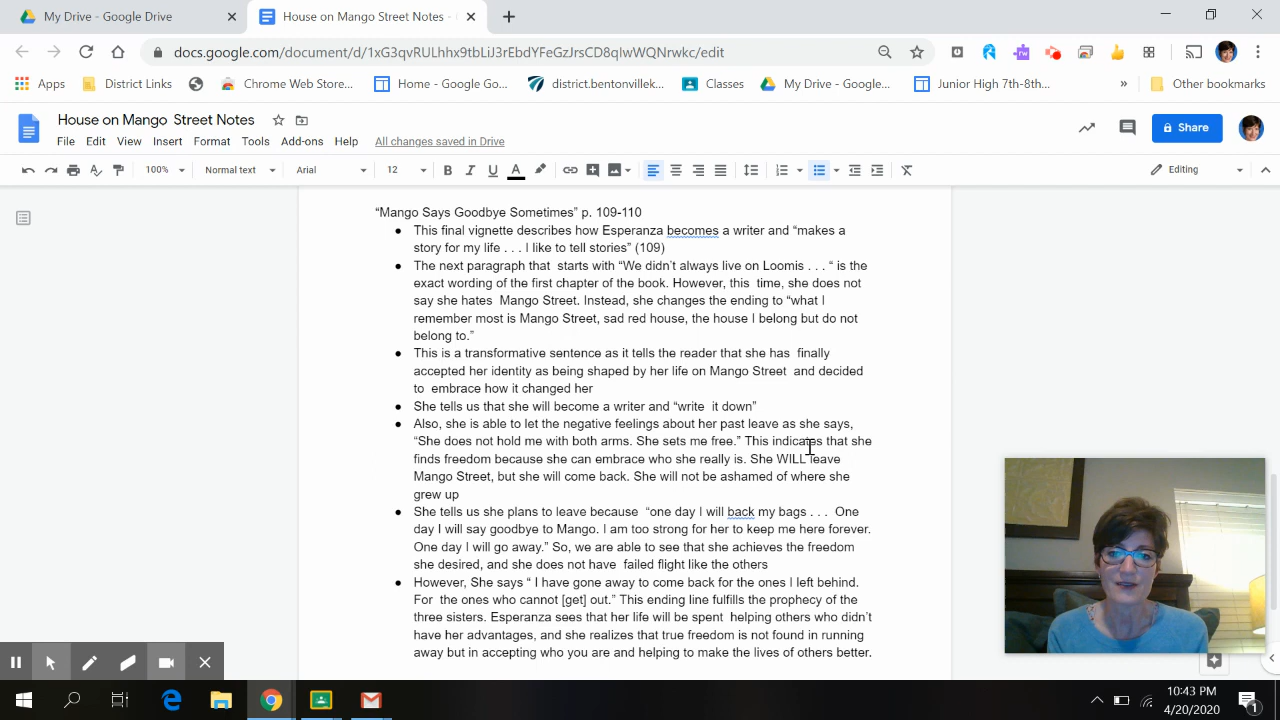 My Drive - Google Drive
House on Mango Street Notes -
docs.google.com/document/d/1xG3qvRULhhx9tbLiJ3rEbdYFeGzJrsCD8qlwWQNrwkc/edit
Apps
District Links
Chrome Web Store...
Home - Google Go...
district.bentonvillek...
Classes
My Drive - Google...
Junior High 7th-8th...
»
Other bookmarks
House on Mango Street Notes
File Edit View Insert Format Tools Add-ons Help All changes saved in Drive
Share
100% Normal text Arial 12 B I U A Editing
“Mango Says Goodbye Sometimes” p. 109-110
● This final vignette describes how Esperanza becomes a writer and “makes a
story for my life . . . I like to tell stories” (109)
● The next paragraph that starts with “We didn’t always live on Loomis . . . “ is the
exact wording of the first chapter of the book. However, this time, she does not
say she hates Mango Street. Instead, she changes the ending to “what I
remember most is Mango Street, sad red house, the house I belong but do not
belong to.”
● This is a transformative sentence as it tells the reader that she has finally
accepted her identity as being shaped by her life on Mango Street and decided
to embrace how it changed her
● She tells us that she will become a writer and “write it down”
● Also, she is able to let the negative feelings about her past leave as she says,
“She does not hold me with both arms. She sets me free.” This indicates that she
finds freedom because she can embrace who she really is. She WILL leave
Mango Street, but she will come back. She will not be ashamed of where she
grew up
● She tells us she plans to leave because “one day I will back my bags . . . One
day I will say goodbye to Mango. I am too strong for her to keep me here forever.
One day I will go away.” So, we are able to see that she achieves the freedom
she desired, and she does not have failed flight like the others
● However, She says “ I have gone away to come back for the ones I left behind.
For the ones who cannot [get] out.” This ending line fulfills the prophecy of the
three sisters. Esperanza sees that her life will be spent helping others who didn’t
have her advantages, and she realizes that true freedom is not found in running
away but in accepting who you are and helping to make the lives of others better.
10:43 PM
4/20/2020
1